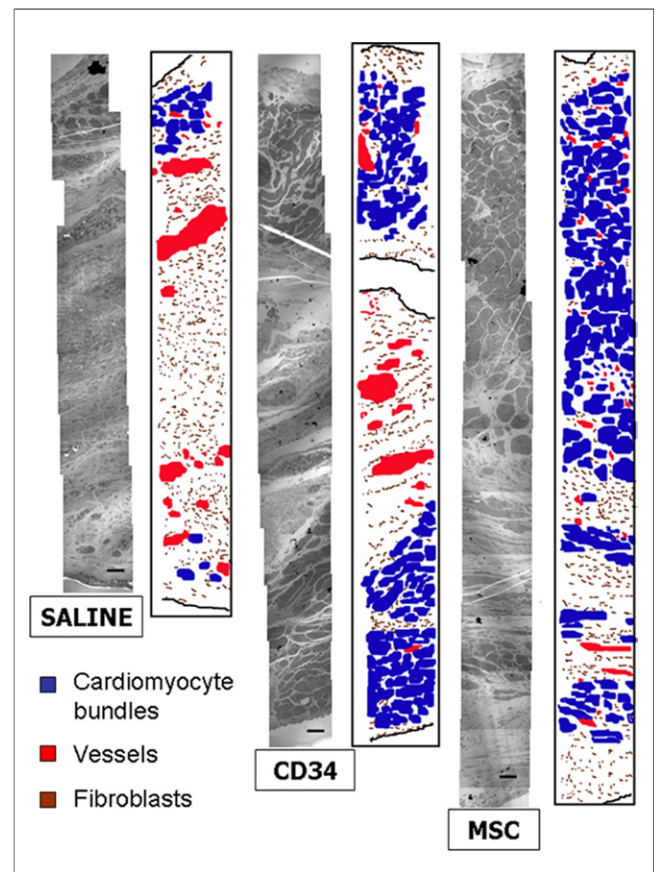 SALINE
CD34
MSC
Cardiomyocyte
bundles
Vessels
Fibroblasts